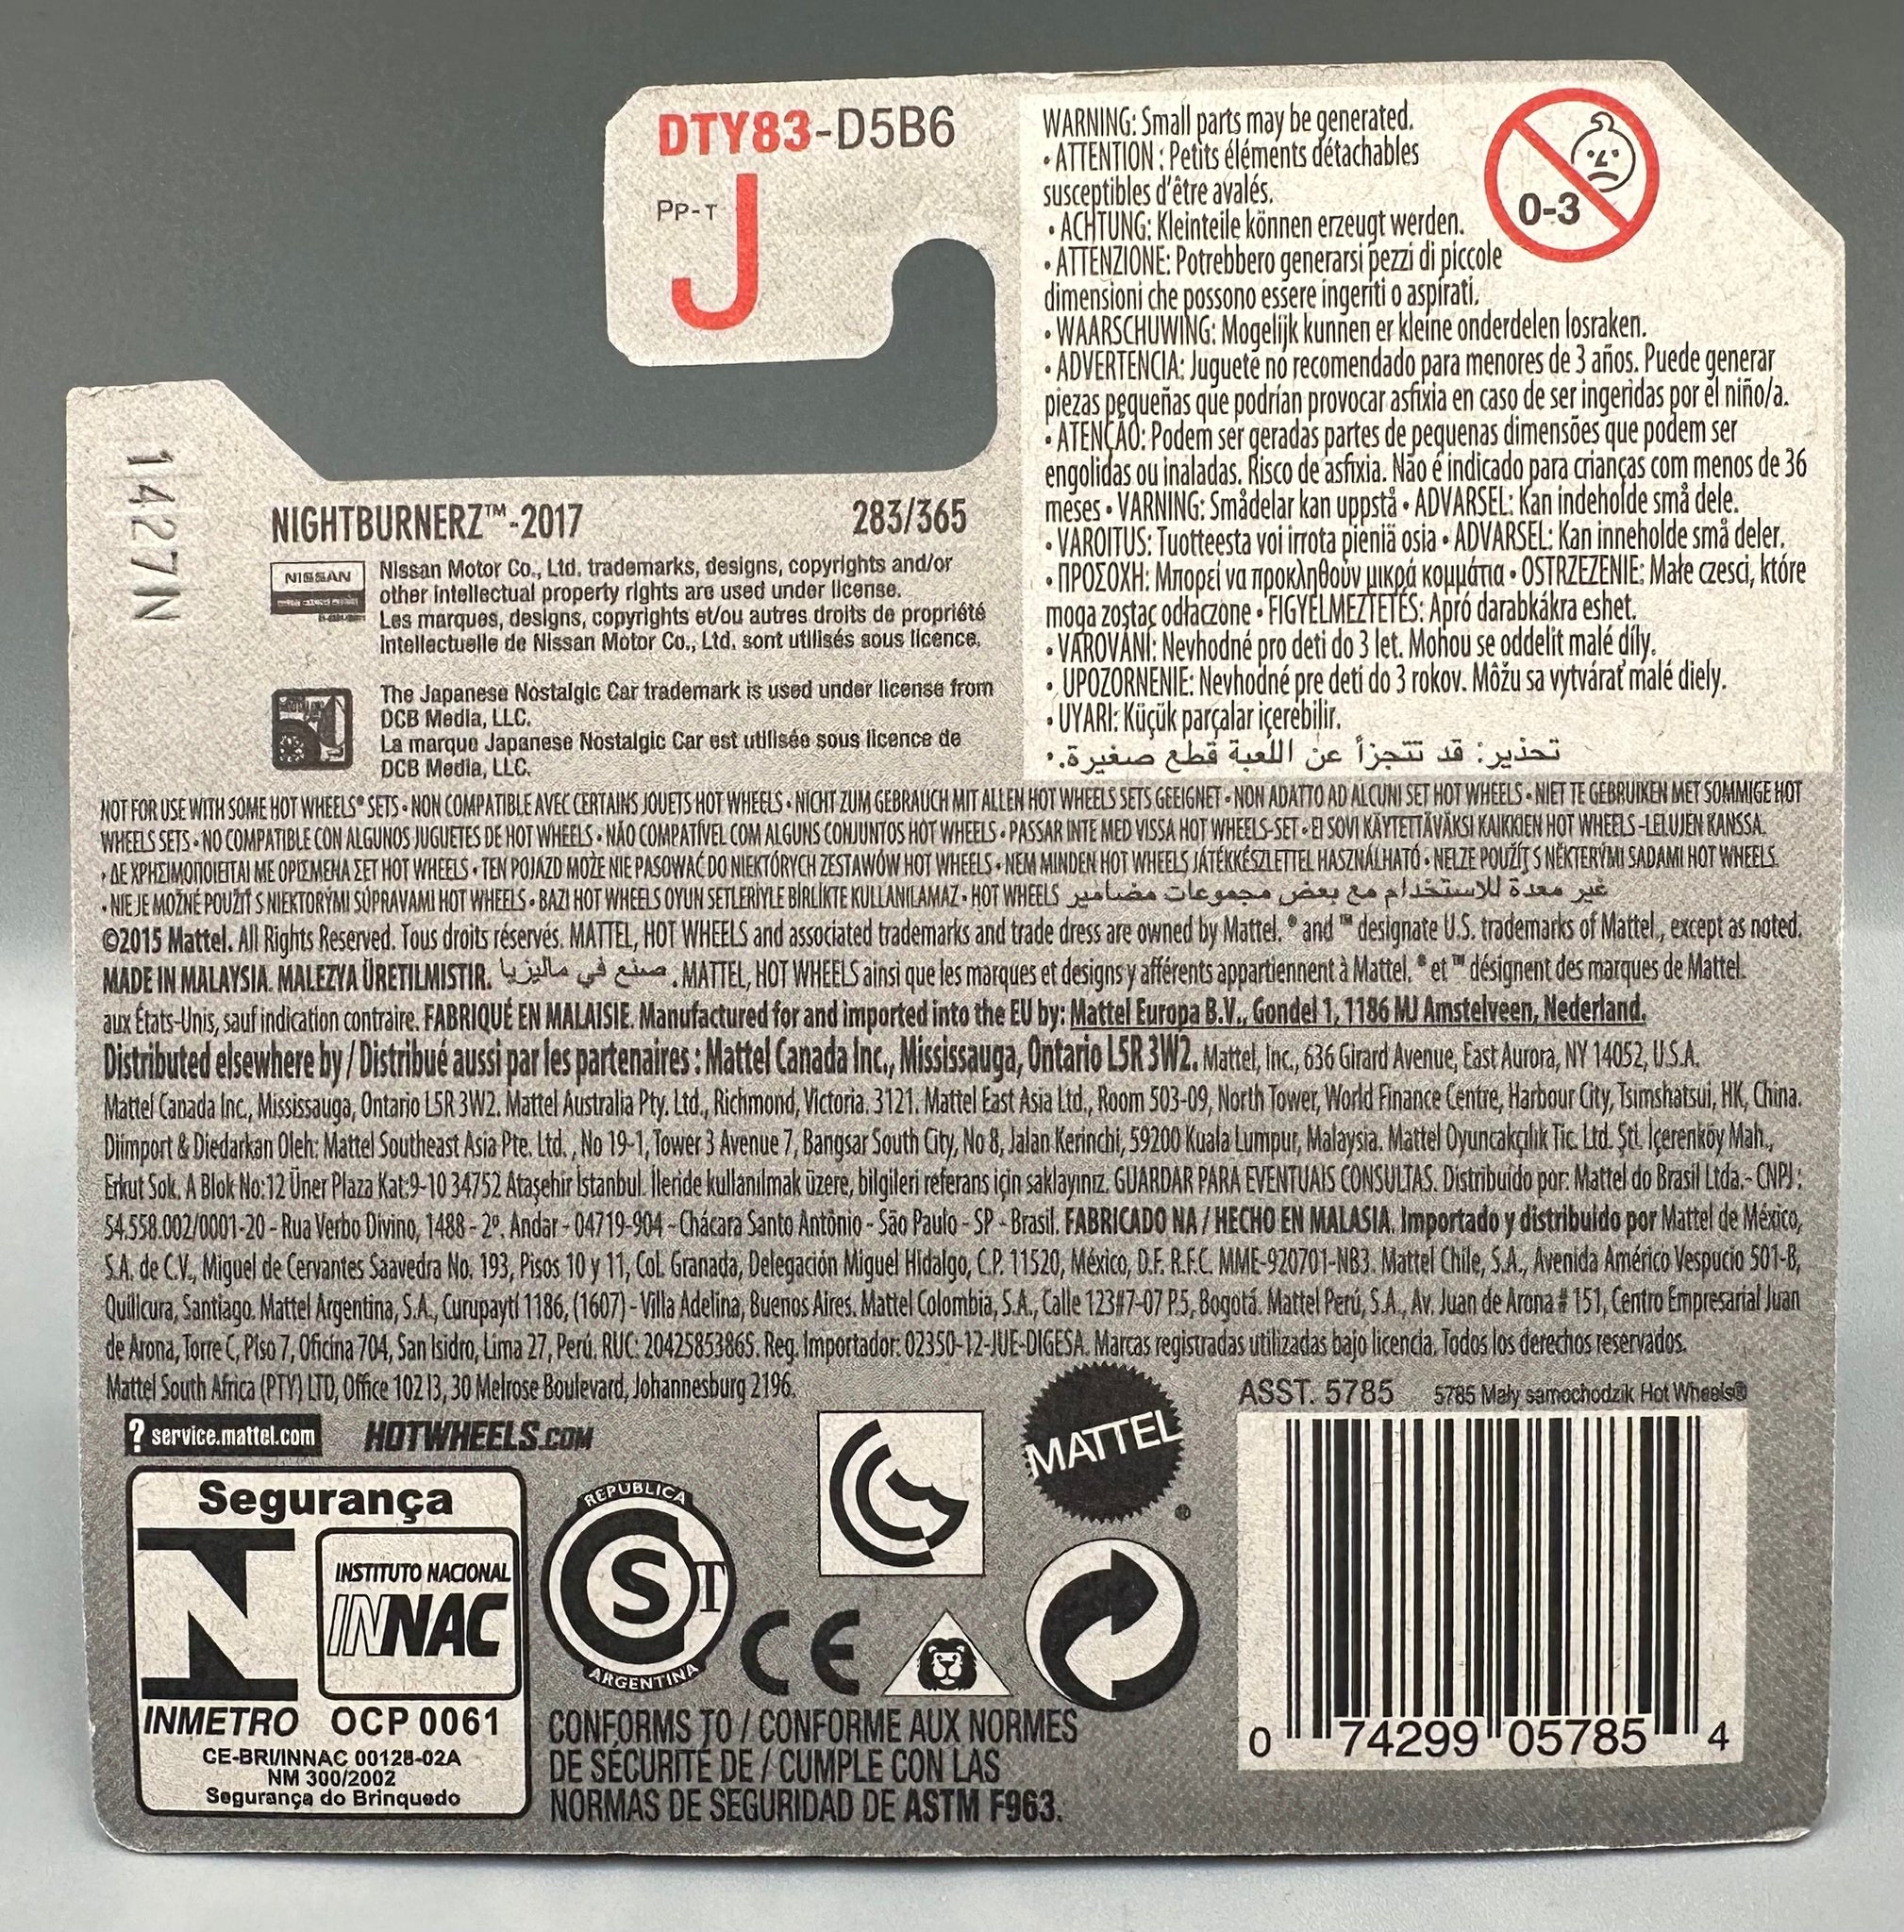 DTY83-D5B6
Pp-T J
WARNING: Small parts may be generated.
• ATTENTION : Petits éléments détachables
susceptibles d'être avalés.
• ACHTUNG: Kleinteile können erzeugt werden.
• ATTENZIONE: Potrebbero generarsi pezzi di piccole
dimensioni che possono essere ingeriti o aspirati.
• WAARSCHUWING: Mogelijk kunnen er kleine onderdelen losraken.
• ADVERTENCIA: Juguete no recomendado para menores de 3 años. Puede generar
piezas pequeñas que podrían provocar asfixia en caso de ser ingeridas por el niño/a.
• ATENÇÃO: Podem ser geradas partes de pequenas dimensões que podem ser
engolidas ou inaladas. Risco de asfixia. Não é indicado para crianças com menos de 36
meses • VARNING: Smådelar kan uppstå • ADVARSEL: Kan indeholde små dele.
• VAROITUS: Tuotteesta voi irrota pieniä osia • ADVARSEL: Kan inneholde små deler.
• ΠΡΟΣΟΧΗ: Μπορεί να προκληθούν μικρά κομμάτια • OSTRZEZENIE: Małe czesci, które
moga zostac odłaczone • FIGYELMEZTETÉS: Apró darabkákra eshet.
• VAROVÁNI: Nevhodné pro deti do 3 let. Mohou se oddelit malé díly.
• UPOZORNENIE: Nevhodné pre deti do 3 rokov. Môžu sa vytvárať malé diely.
• UYARI: Küçük parçalar içerebilir.
تحذير: قد تتجزأ عن اللعبة قطع صغيرة.•
0-3
1427N
NIGHTBURNERZ™-2017 283/365
NISSAN
Nissan Motor Co., Ltd. trademarks, designs, copyrights and/or
other intellectual property rights are used under license.
Les marques, designs, copyrights et/ou autres droits de propriété
intellectuelle de Nissan Motor Co., Ltd. sont utilisés sous licence.
The Japanese Nostalgic Car trademark is used under license from
DCB Media, LLC.
La marque Japanese Nostalgic Car est utilisée sous licence de
DCB Media, LLC.
NOT FOR USE WITH SOME HOT WHEELS® SETS • NON COMPATIBLE AVEC CERTAINS JOUETS HOT WHEELS • NICHT ZUM GEBRAUCH MIT ALLEN HOT WHEELS SETS GEEIGNET • NON ADATTO AD ALCUNI SET HOT WHEELS • NIET TE GEBRUIKEN MET SOMMIGE HOT
WHEELS SETS • NO COMPATIBLE CON ALGUNOS JUGUETES DE HOT WHEELS • NÃO COMPATÍVEL COM ALGUNS CONJUNTOS HOT WHEELS • PASSAR INTE MED VISSA HOT WHEELS-SET • EI SOVI KÄYTETTÄVÄKSI KAIKKIEN HOT WHEELS -LELUJEN KANSSA.
• ΔΕ ΧΡΗΣΙΜΟΠΟΙΕΙΤΑΙ ΜΕ ΟΡΙΣΜΕΝΑ ΣΕΤ HOT WHEELS • TEN POJAZD MOŻE NIE PASOWAĆ DO NIEKTÓRYCH ZESTAWÓW HOT WHEELS • NEM MINDEN HOT WHEELS JÁTÉKKÉSZLETTEL HASZNÁLHATÓ • NELZE POUŽÍT S NĚKTERÝMI SADAMI HOT WHEELS.
• NIE JE MOŽNÉ POUŽIŤ S NIEKTORÝMI SÚPRAVAMI HOT WHEELS • BAZI HOT WHEELS OYUN SETLERİYLE BİRLİKTE KULLANILAMAZ • HOT WHEELS غير معدة للاستخدام مع بعض مجموعات مضامير
©2015 Mattel. All Rights Reserved. Tous droits réservés. MATTEL, HOT WHEELS and associated trademarks and trade dress are owned by Mattel. ® and ™ designate U.S. trademarks of Mattel., except as noted.
MADE IN MALAYSIA. MALEZYA ÜRETILMISTIR. صنع في ماليزيا . MATTEL, HOT WHEELS ainsi que les marques et designs y afférents appartiennent à Mattel. ® et ™ désignent des marques de Mattel.
aux États-Unis, sauf indication contraire. FABRIQUÉ EN MALAISIE. Manufactured for and imported into the EU by: Mattel Europa B.V., Gondel 1, 1186 MJ Amstelveen, Nederland.
Distributed elsewhere by / Distribué aussi par les partenaires : Mattel Canada Inc., Mississauga, Ontario L5R 3W2. Mattel, Inc., 636 Girard Avenue, East Aurora, NY 14052, U.S.A.
Mattel Canada Inc., Mississauga, Ontario L5R 3W2. Mattel Australia Pty. Ltd., Richmond, Victoria. 3121. Mattel East Asia Ltd., Room 503-09, North Tower, World Finance Centre, Harbour City, Tsimshatsui, HK, China.
Diimport & Diedarkan Oleh: Mattel Southeast Asia Pte. Ltd. , No 19-1, Tower 3 Avenue 7, Bangsar South City, No 8, Jalan Kerinchi, 59200 Kuala Lumpur, Malaysia. Mattel Oyuncakçılık Tic. Ltd. Şti. İçerenköy Mah.,
Erkut Sok. A Blok No:12 Üner Plaza Kat:9-10 34752 Ataşehir İstanbul. İleride kullanılmak üzere, bilgileri referans için saklayınız. GUARDAR PARA EVENTUAIS CONSULTAS. Distribuído por: Mattel do Brasil Ltda.- CNPJ :
54.558.002/0001-20 - Rua Verbo Divino, 1488 - 2º. Andar - 04719-904 - Chácara Santo Antônio - São Paulo - SP - Brasil. FABRICADO NA / HECHO EN MALASIA. Importado y distribuido por Mattel de México,
S.A. de C.V., Miguel de Cervantes Saavedra No. 193, Pisos 10 y 11, Col. Granada, Delegación Miguel Hidalgo, C.P. 11520, México, D.F. R.F.C. MME-920701-NB3. Mattel Chile, S.A., Avenida Américo Vespucio 501-B,
Quilicura, Santiago. Mattel Argentina, S.A., Curupaytí 1186, (1607) - Villa Adelina, Buenos Aires. Mattel Colombia, S.A., Calle 123#7-07 P.5, Bogotá. Mattel Perú, S.A., Av. Juan de Arona # 151, Centro Empresarial Juan
de Arona, Torre C, Piso 7, Oficina 704, San Isidro, Lima 27, Perú. RUC: 20425853865. Reg. Importador: 02350-12-JUE-DIGESA. Marcas registradas utilizadas bajo licencia. Todos los derechos reservados.
Mattel South Africa (PTY) LTD, Office 102 I3, 30 Melrose Boulevard, Johannesburg 2196.
ASST. 5785 5785 Mały samochodzik Hot Wheels®
? service.mattel.com HOTWHEELS.COM
MATTEL®
Segurança
INSTITUTO NACIONAL
INNAC
INMETRO OCP 0061
CE-BRI/INNAC 00128-02A
NM 300/2002
Segurança do Brinquedo
REPUBLICA
S T
ARGENTINA
CE
CONFORMS TO / CONFORME AUX NORMES
DE SÉCURITÉ DE / CUMPLE CON LAS
NORMAS DE SEGURIDAD DE ASTM F963.
0 74299 05785 4